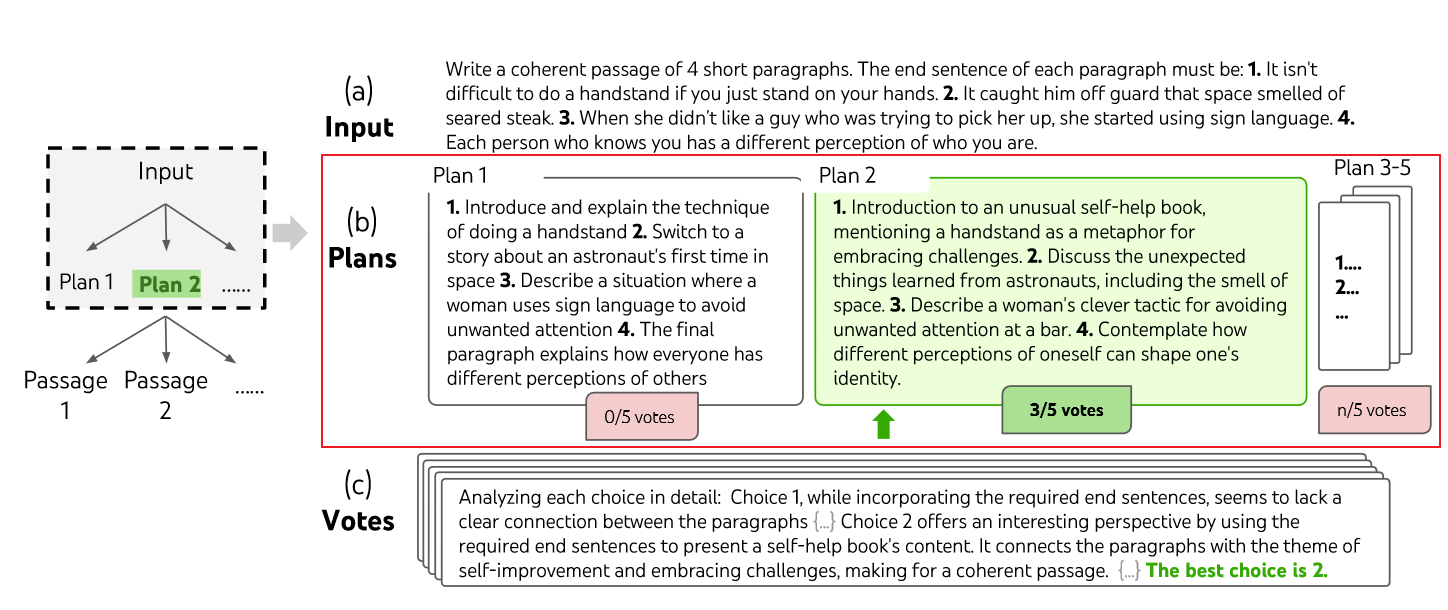 (a)
Input
Write a coherent passage of 4 short paragraphs. The end sentence of each paragraph must be: 1. It isn't
difficult to do a handstand if you just stand on your hands. 2. It caught him off guard that space smelled of
seared steak. 3. When she didn't like a guy who was trying to pick her up, she started using sign language. 4.
Each person who knows you has a different perception of who you are.
Input
Plan 1
Plan 2
......
Passage
1
Passage
2
......
(b)
Plans
Plan 1
1. Introduce and explain the technique
of doing a handstand 2. Switch to a
story about an astronaut's first time in
space 3. Describe a situation where a
woman uses sign language to avoid
unwanted attention 4. The final
paragraph explains how everyone has
different perceptions of others
0/5 votes
Plan 2
1. Introduction to an unusual self-help book,
mentioning a handstand as a metaphor for
embracing challenges. 2. Discuss the unexpected
things learned from astronauts, including the smell of
space. 3. Describe a woman's clever tactic for avoiding
unwanted attention at a bar. 4. Contemplate how
different perceptions of oneself can shape one's
identity.
3/5 votes
Plan 3-5
1....
2...
...
n/5 votes
(c)
Votes
Analyzing each choice in detail: Choice 1, while incorporating the required end sentences, seems to lack a
clear connection between the paragraphs {...} Choice 2 offers an interesting perspective by using the
required end sentences to present a self-help book's content. It connects the paragraphs with the theme of
self-improvement and embracing challenges, making for a coherent passage. {...} The best choice is 2.